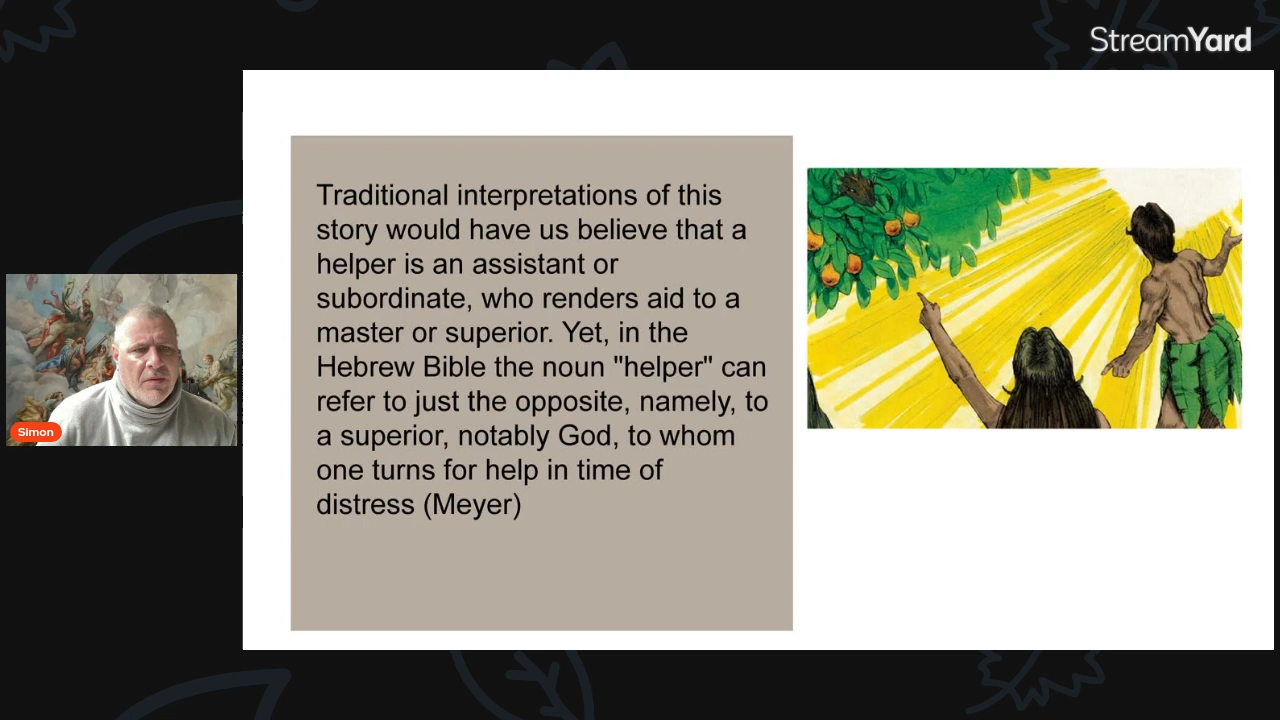 StreamYard
Traditional interpretations of this
story would have us believe that a
helper is an assistant or
subordinate, who renders aid to a
master or superior. Yet, in the
Hebrew Bible the noun "helper" can
refer to just the opposite, namely, to
a superior, notably God, to whom
one turns for help in time of
distress (Meyer)
Simon